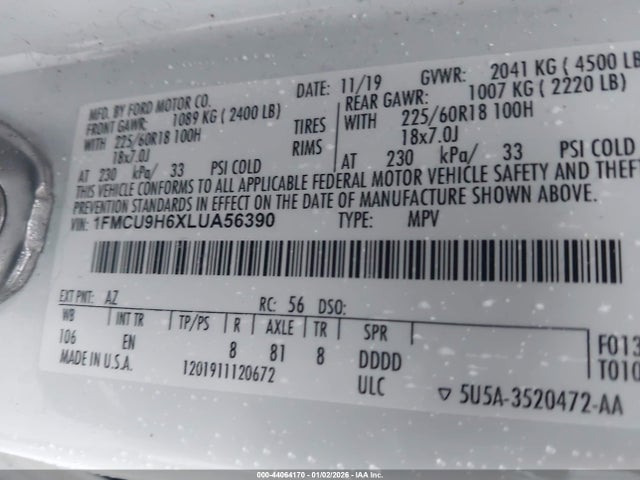 MFD. BY FORD MOTOR CO.
DATE: 11/19 GVWR: 2041 KG ( 4500 LB
FRONT GAWR: 1089 KG ( 2400 LB)
REAR GAWR: 1007 KG ( 2220 LB)
WITH 225/60R18 100H TIRES WITH 225/60R18 100H
18x7.0J RIMS 18x7.0J
AT 230 kPa/ 33 PSI COLD AT 230 kPa/ 33 PSI COLD
THIS VEHICLE CONFORMS TO ALL APPLICABLE FEDERAL MOTOR VEHICLE SAFETY AND THEFT
PREVENTION STANDARDS IN EFFECT ON THE DATE OF MANUFACTURE SHOWN ABOVE.
VIN: 1FMCU9H6XLUA56390 TYPE: MPV
EXT PNT: AZ RC: 56 DSO:
WB INT TR TP/PS R AXLE TR SPR
106 EN 8 81 8 DDDD F013
MADE IN U.S.A. 1201911120672 ULC T010
▽ 5U5A-3520472-AA
000-44064170 - 01/02/2026 - IAA Inc.